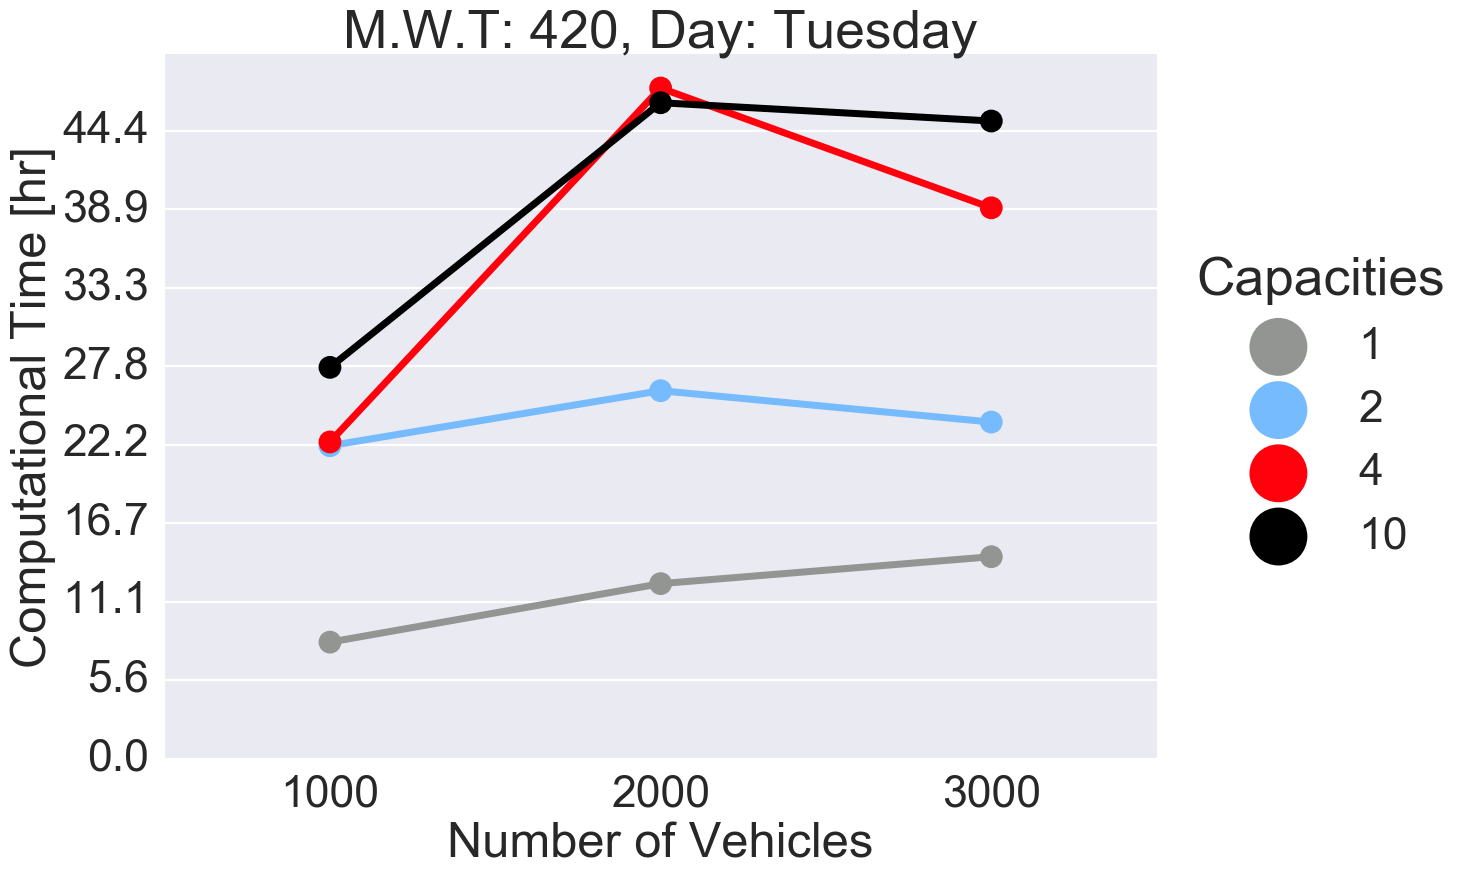 M.W.T: 420, Day: Tuesday
Computational Time [hr]
44.4
38.9
33.3
27.8
22.2
16.7
11.1
5.6
0.0
1000 2000 3000
Number of Vehicles
Capacities
1
2
4
10